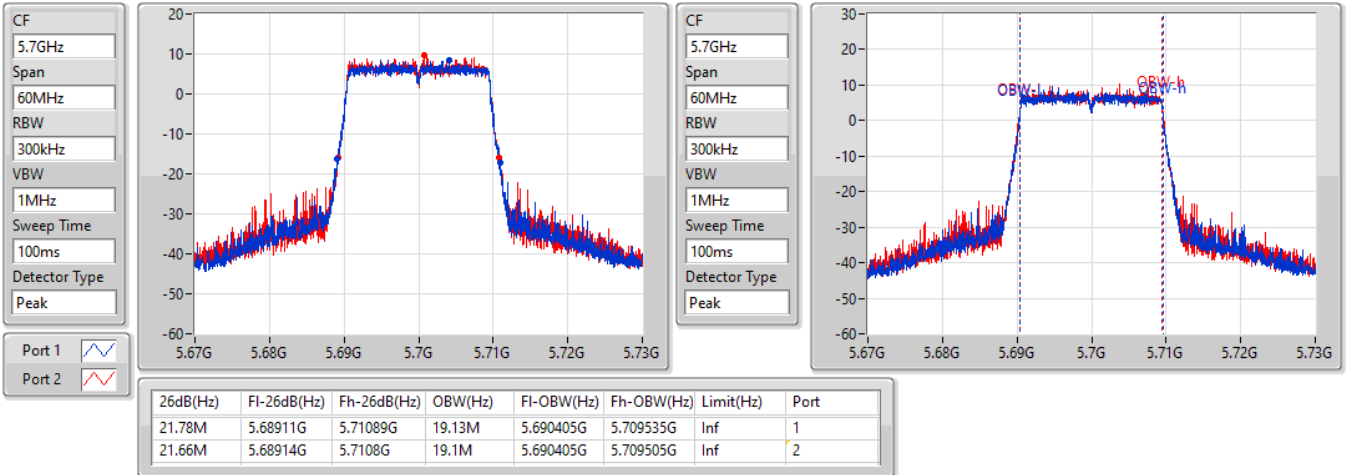 CF
5.7GHz
Span
60MHz
RBW
300kHz
VBW
1MHz
Sweep Time
100ms
Detector Type
Peak
20
10
0
-10
-20
-30
-40
-50
-60
5.67G 5.68G 5.69G 5.7G 5.71G 5.72G 5.73G
CF
5.7GHz
Span
60MHz
RBW
300kHz
VBW
1MHz
Sweep Time
100ms
Detector Type
Peak
30
20
10
0
-10
-20
-30
-40
-50
-60
OBW-l
OBW-h
OBW-h
5.67G 5.68G 5.69G 5.7G 5.71G 5.72G 5.73G
Port 1
Port 2
26dB(Hz) Fl-26dB(Hz) Fh-26dB(Hz) OBW(Hz) Fl-OBW(Hz) Fh-OBW(Hz) Limit(Hz) Port
21.78M 5.68911G 5.71089G 19.13M 5.690405G 5.709535G Inf 1
21.66M 5.68914G 5.7108G 19.1M 5.690405G 5.709505G Inf 2